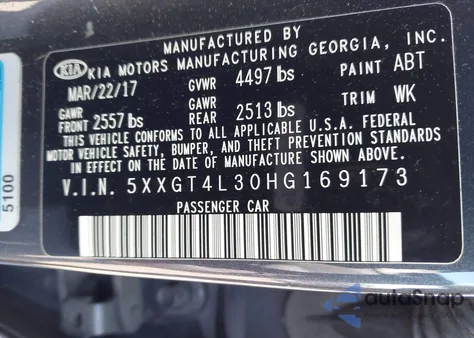 MANUFACTURED BY
KIA KIA MOTORS MANUFACTURING GEORGIA, INC.
MAR/22/17 GVWR 4497 lbs PAINT ABT
GAWR FRONT 2557 lbs GAWR REAR 2513 lbs TRIM WK
THIS VEHICLE CONFORMS TO ALL APPLICABLE U.S.A. FEDERAL
MOTOR VEHICLE SAFETY, BUMPER, AND THEFT PREVENTION
STANDARDS IN EFFECT ON THE DATE OF MANUFACTURE SHOWN ABOVE.
V.I.N. 5XXGT4L30HG169173
PASSENGER CAR
5100
autoSnap